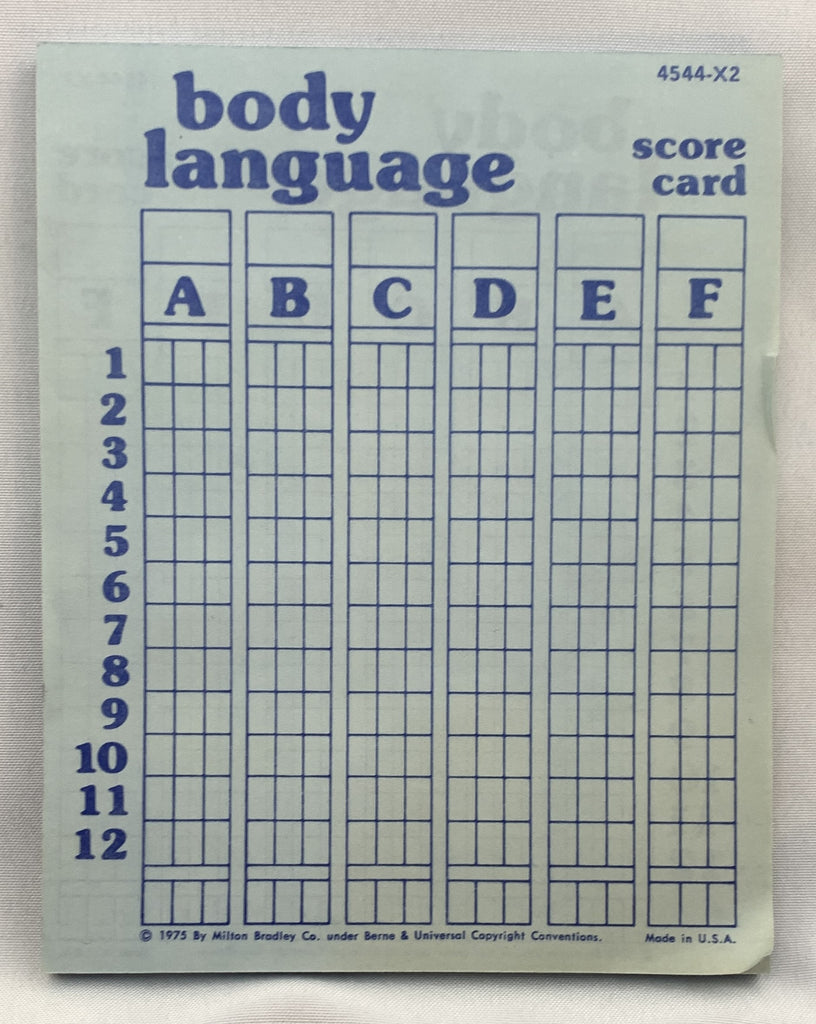 4544-X2
body
language
score
card
A B C D E F
1
2
3
4
5
6
7
8
9
10
11
12
© 1975 By Milton Bradley Co. under Berne & Universal Copyright Conventions. Made in U.S.A.